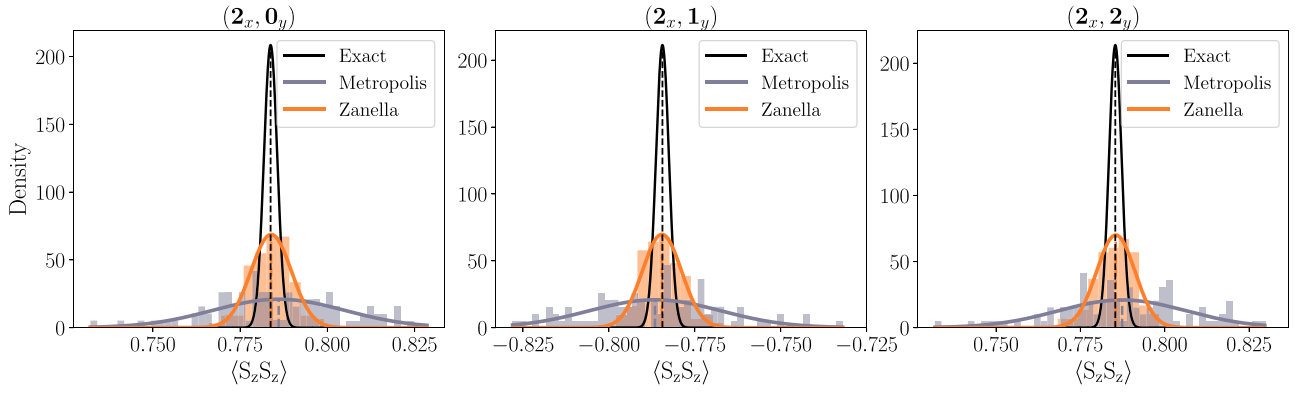 (2x, 0y)
Density
200
150
100
50
0
Exact
Metropolis
Zanella
0.750 0.775 0.800 0.825
⟨SzSz⟩
(2x, 1y)
200
150
100
50
0
Exact
Metropolis
Zanella
−0.825 −0.800 −0.775 −0.750 −0.725
⟨SzSz⟩
(2x, 2y)
200
150
100
50
0
Exact
Metropolis
Zanella
0.750 0.775 0.800 0.825
⟨SzSz⟩